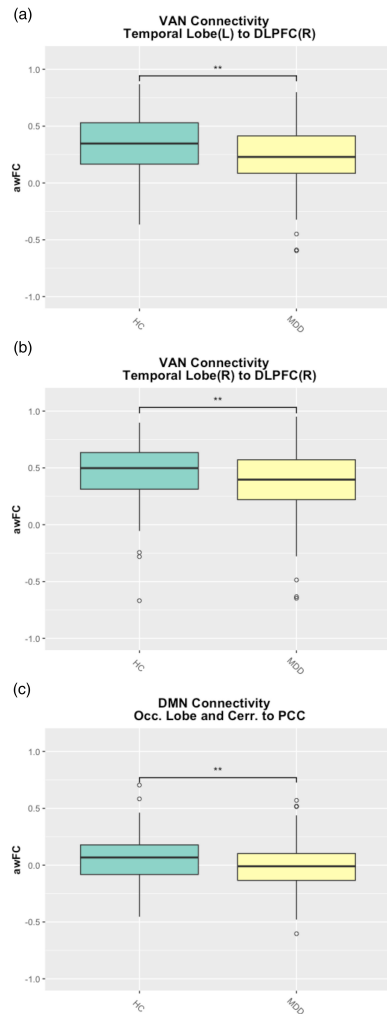 (a)
VAN Connectivity
Temporal Lobe(L) to DLPFC(R)
1.0
**
0.5
0.0
-0.5
-1.0
awFC
HC
MDD
(b)
VAN Connectivity
Temporal Lobe(R) to DLPFC(R)
1.0
**
0.5
0.0
-0.5
-1.0
awFC
HC
MDD
(c)
DMN Connectivity
Occ. Lobe and Cerr. to PCC
1.0
**
0.5
0.0
-0.5
-1.0
awFC
HC
MDD